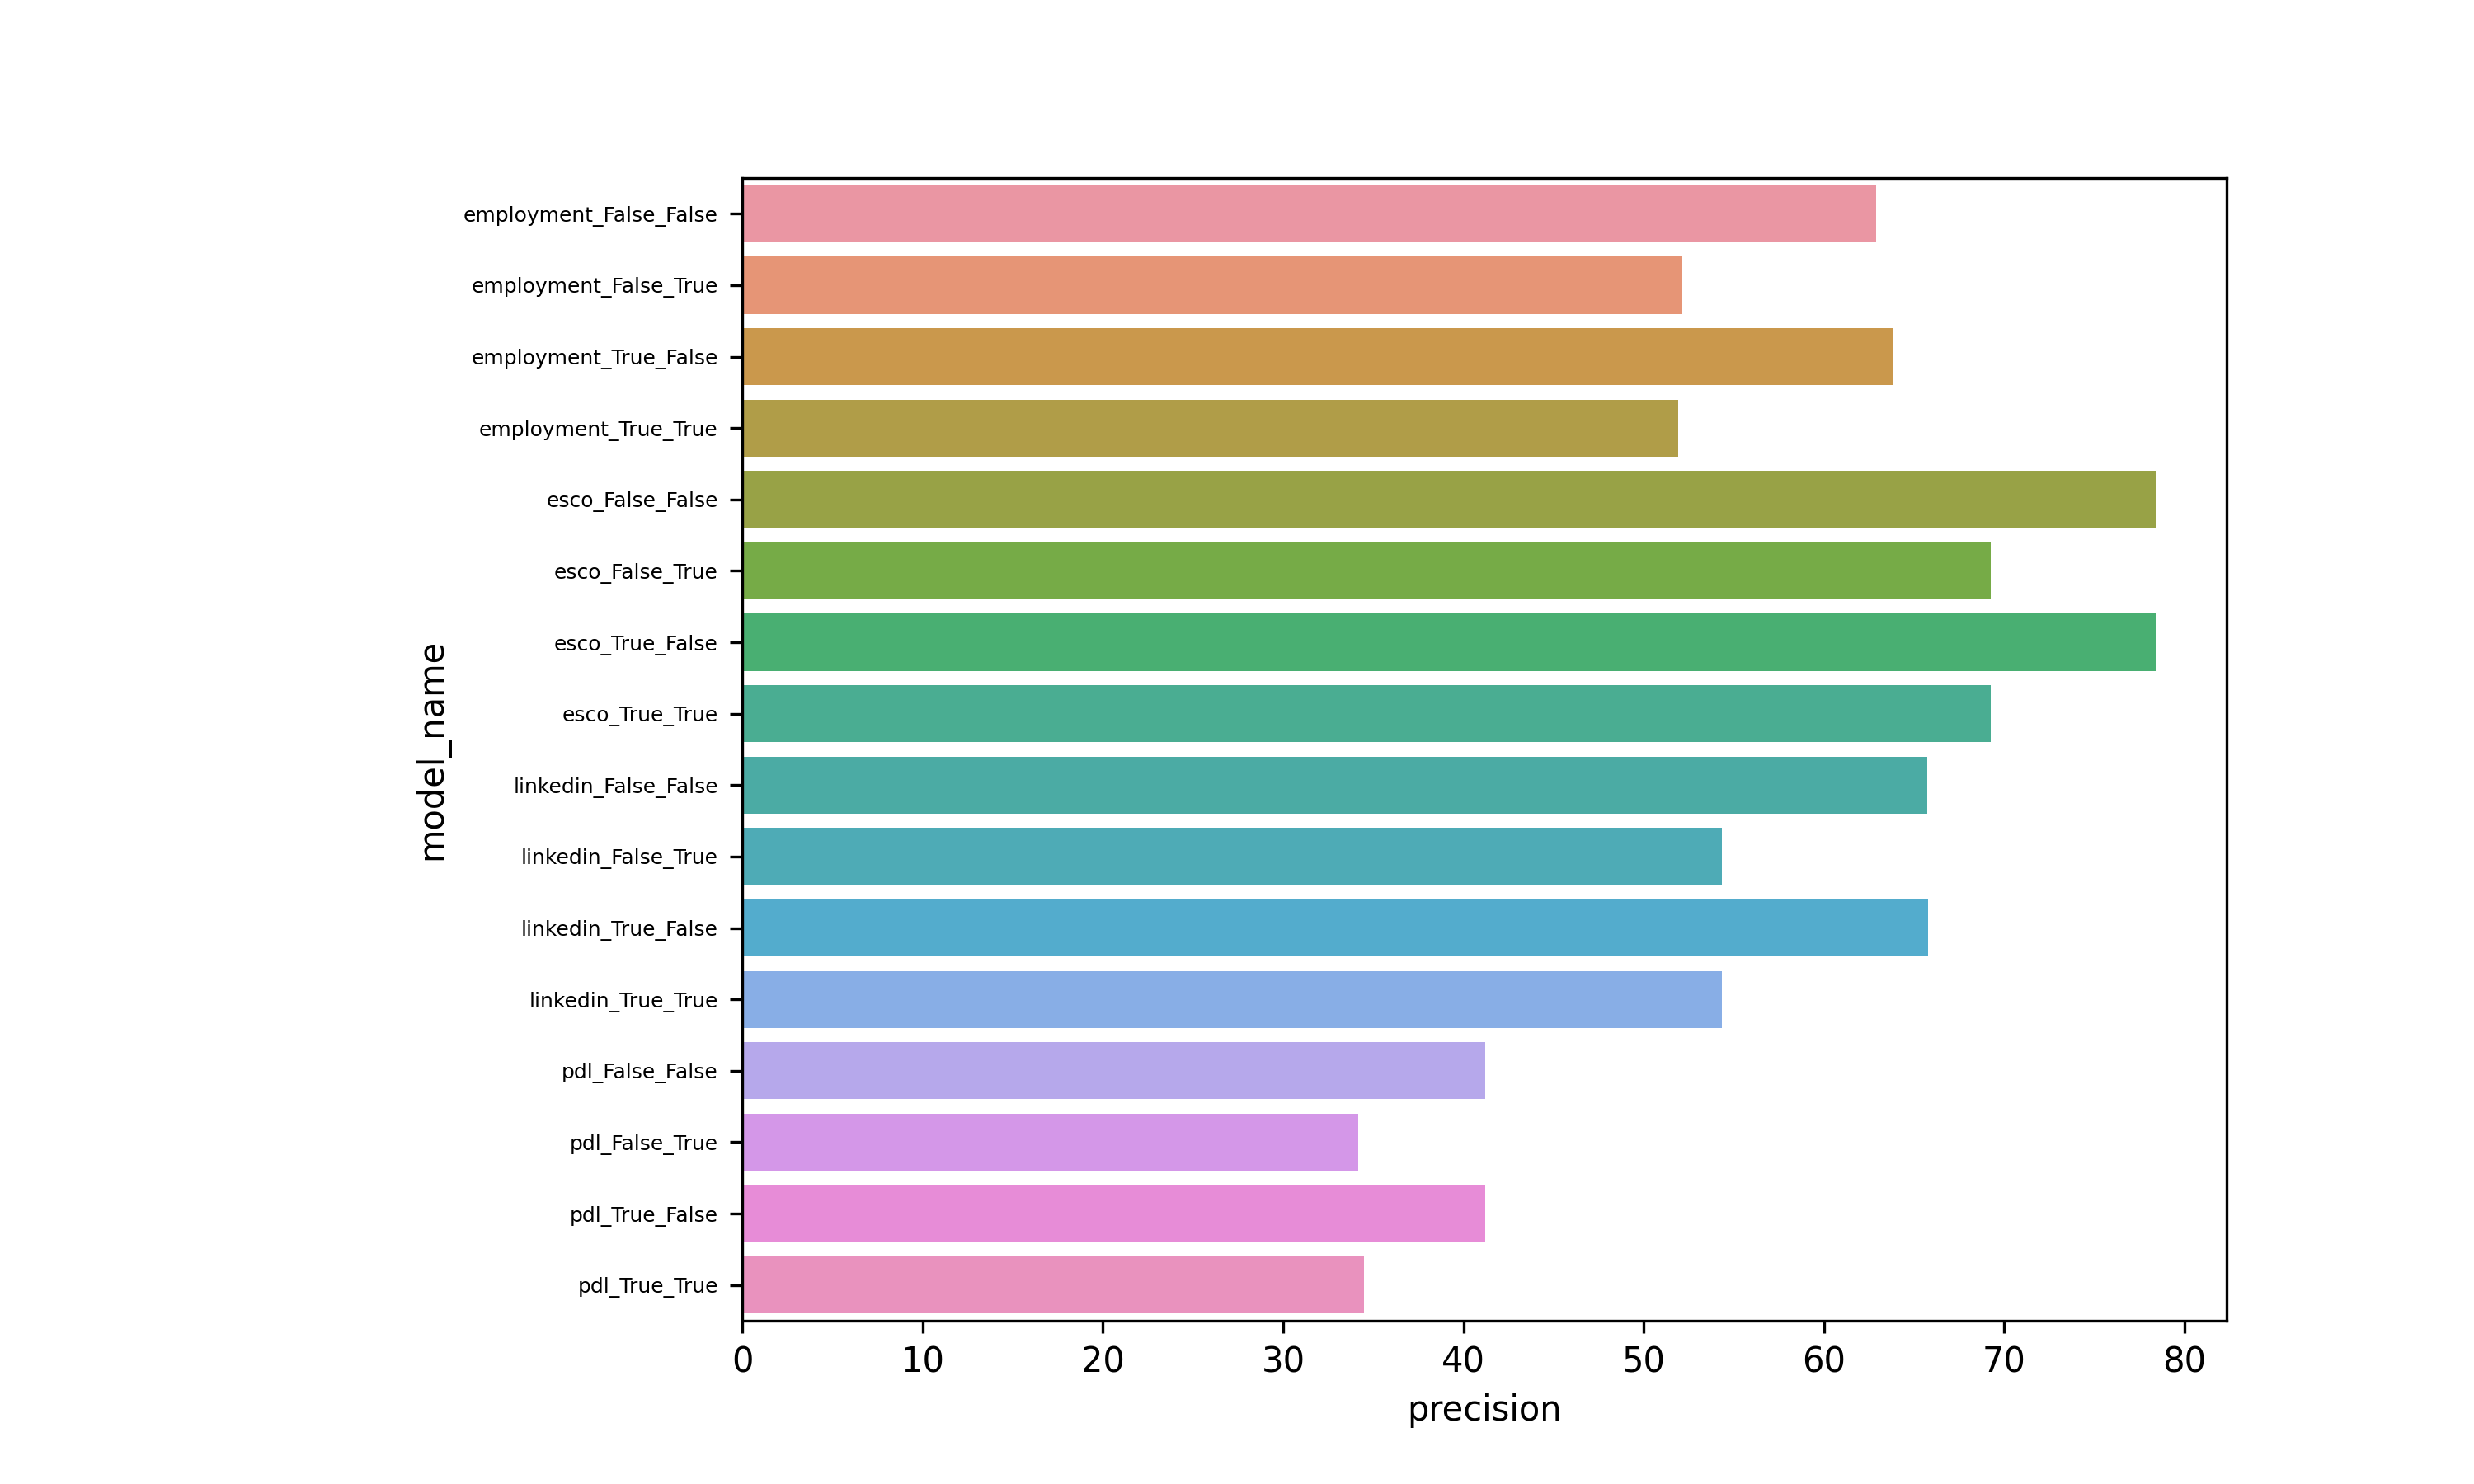 employment_False_False
employment_False_True
employment_True_False
employment_True_True
esco_False_False
esco_False_True
esco_True_False
esco_True_True
linkedin_False_False
linkedin_False_True
linkedin_True_False
linkedin_True_True
pdl_False_False
pdl_False_True
pdl_True_False
pdl_True_True
model_name
0 10 20 30 40 50 60 70 80
precision